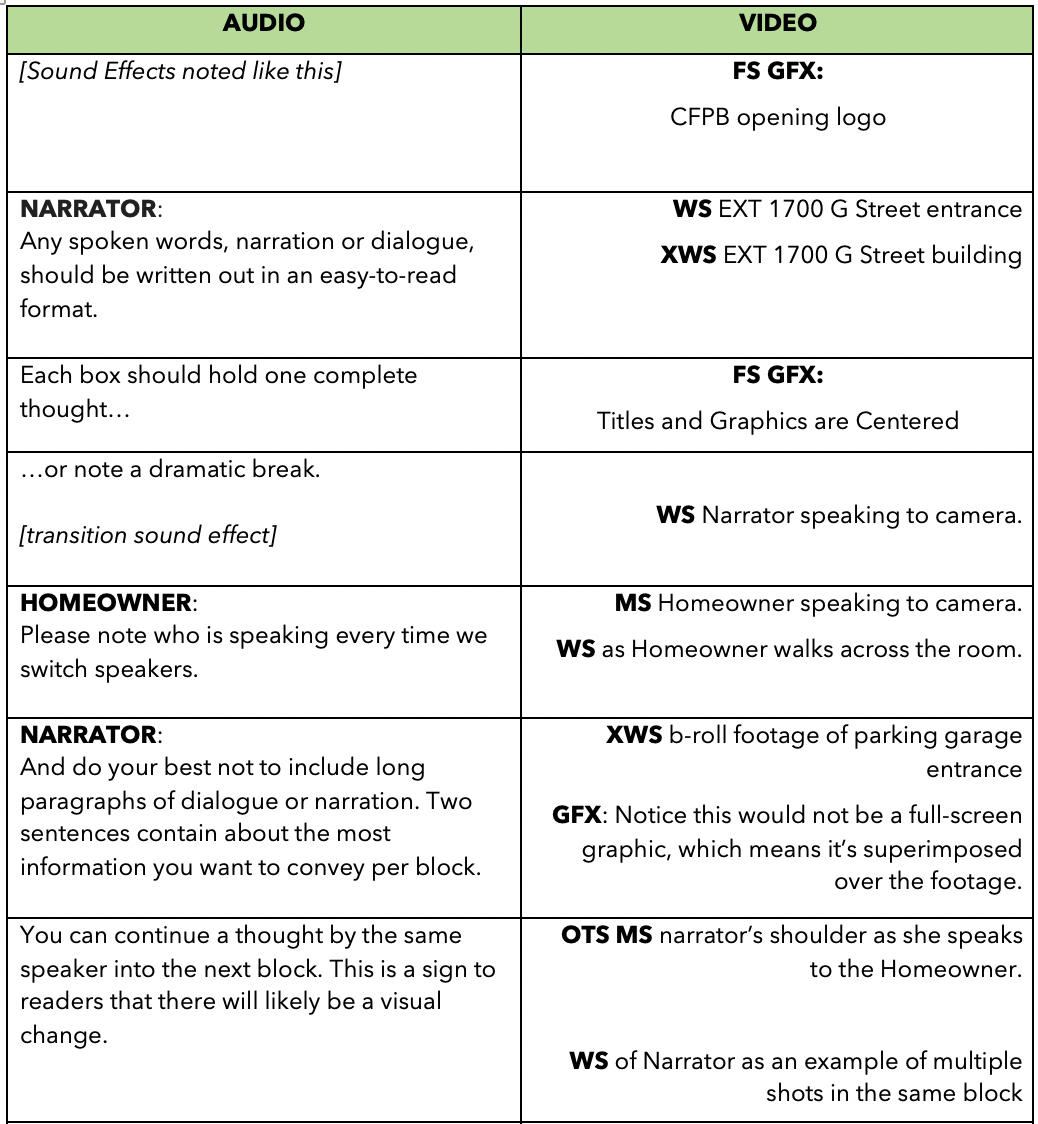 AUDIO
VIDEO
[Sound Effects noted like this]
FS GFX:
CFPB opening logo
NARRATOR:
Any spoken words, narration or dialogue,
should be written out in an easy-to-read
format.
WS EXT 1700 G Street entrance
XWS EXT 1700 G Street building
Each box should hold one complete
thought…
FS GFX:
Titles and Graphics are Centered
…or note a dramatic break.
[transition sound effect]
WS Narrator speaking to camera.
HOMEOWNER:
Please note who is speaking every time we
switch speakers.
MS Homeowner speaking to camera.
WS as Homeowner walks across the room.
NARRATOR:
And do your best not to include long
paragraphs of dialogue or narration. Two
sentences contain about the most
information you want to convey per block.
XWS b-roll footage of parking garage
entrance
GFX: Notice this would not be a full-screen
graphic, which means it’s superimposed
over the footage.
You can continue a thought by the same
speaker into the next block. This is a sign to
readers that there will likely be a visual
change.
OTS MS narrator’s shoulder as she speaks
to the Homeowner.
WS of Narrator as an example of multiple
shots in the same block